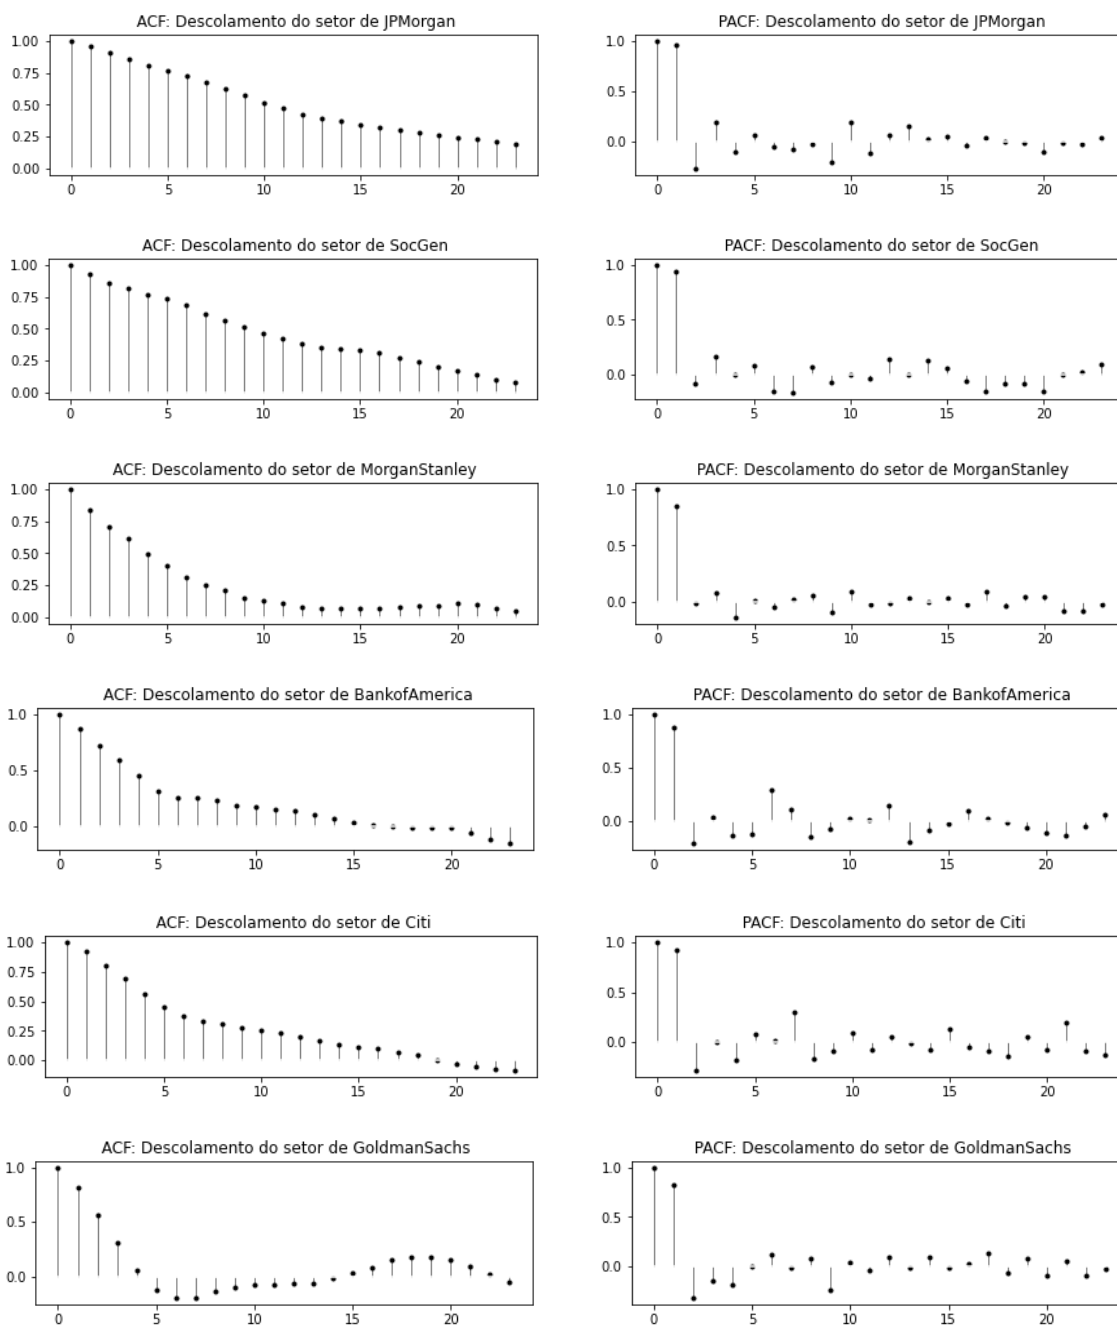 ACF: Descolamento do setor de JPMorgan
1.00
0.75
0.50
0.25
0.00
0 5 10 15 20
PACF: Descolamento do setor de JPMorgan
1.0
0.5
0.0
0 5 10 15 20
ACF: Descolamento do setor de SocGen
1.00
0.75
0.50
0.25
0.00
0 5 10 15 20
PACF: Descolamento do setor de SocGen
1.0
0.5
0.0
0 5 10 15 20
ACF: Descolamento do setor de MorganStanley
1.00
0.75
0.50
0.25
0.00
0 5 10 15 20
PACF: Descolamento do setor de MorganStanley
1.0
0.5
0.0
0 5 10 15 20
ACF: Descolamento do setor de BankofAmerica
1.0
0.5
0.0
0 5 10 15 20
PACF: Descolamento do setor de BankofAmerica
1.0
0.5
0.0
0 5 10 15 20
ACF: Descolamento do setor de Citi
1.00
0.75
0.50
0.25
0.00
0 5 10 15 20
PACF: Descolamento do setor de Citi
1.0
0.5
0.0
0 5 10 15 20
ACF: Descolamento do setor de GoldmanSachs
1.0
0.5
0.0
0 5 10 15 20
PACF: Descolamento do setor de GoldmanSachs
1.0
0.5
0.0
0 5 10 15 20